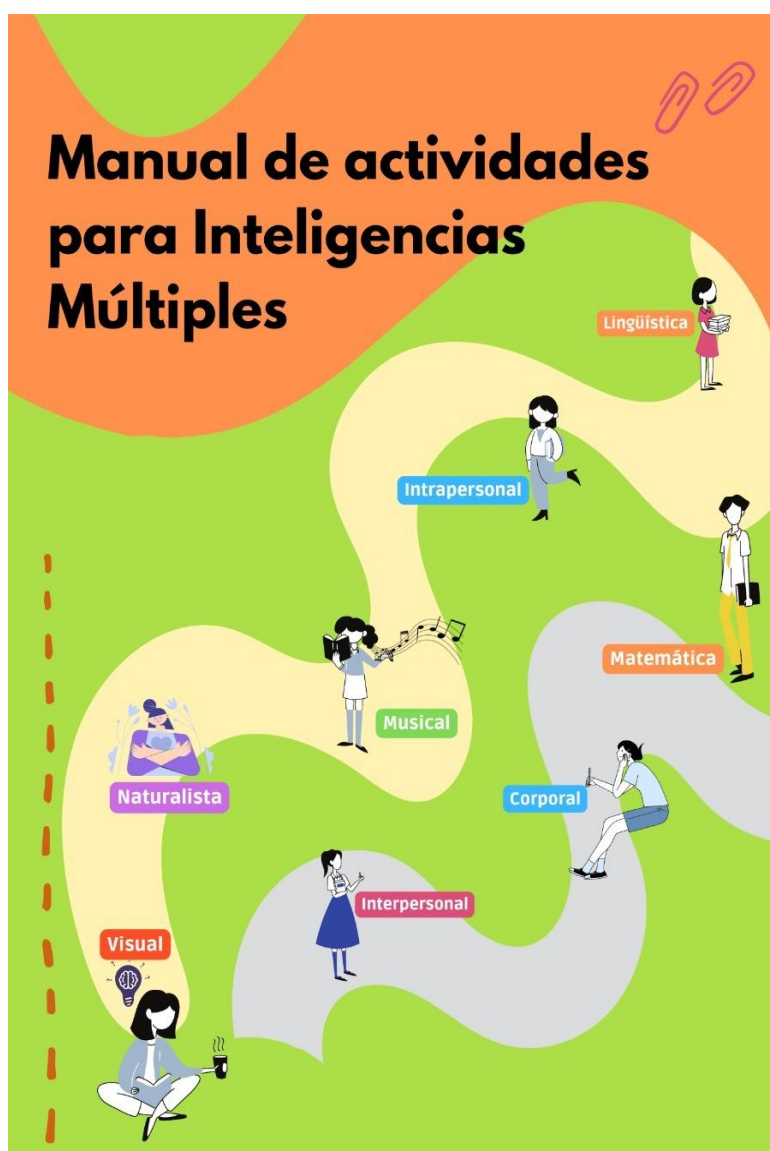 Manual de actividades
para Inteligencias
Múltiples
Lingüística
Intrapersonal
Matemática
Musical
Naturalista
Corporal
Interpersonal
Visual